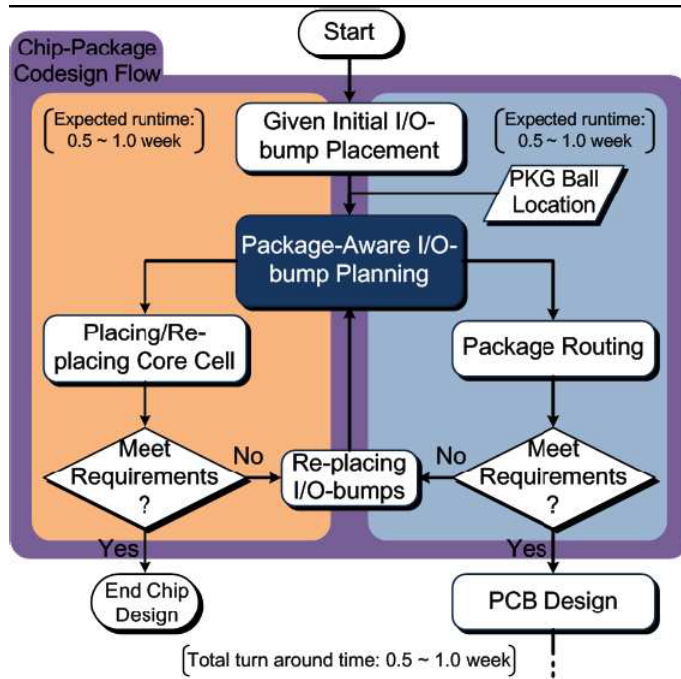 Start
Chip-Package
Codesign Flow
[Expected runtime:
0.5 ~ 1.0 week]
Given Initial I/O-
bump Placement
[Expected runtime:
0.5 ~ 1.0 week]
PKG Ball
Location
Package-Aware I/O-
bump Planning
Placing/Re-
placing Core Cell
Package Routing
Meet
Requirements
?
No
Re-placing
I/O-bumps
No
Meet
Requirements
?
Yes
Yes
End Chip
Design
PCB Design
[Total turn around time: 0.5 ~ 1.0 week]